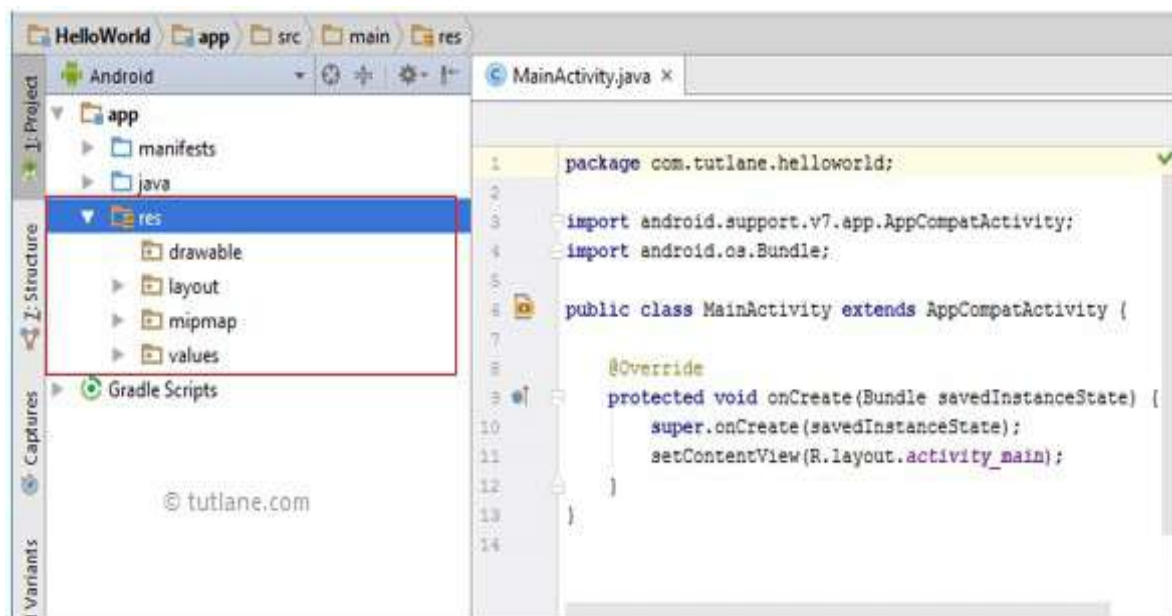 HelloWorld app src main res
Android
MainActivity.java ×
1: Project
app
manifests
java
res
drawable
layout
mipmap
values
Gradle Scripts
Z: Structure
Captures
Variants
© tutlane.com
1 package com.tutlane.helloworld;
2
3 import android.support.v7.app.AppCompatActivity;
4 import android.os.Bundle;
5
6 public class MainActivity extends AppCompatActivity {
7
8 @Override
9 protected void onCreate(Bundle savedInstanceState) {
10 super.onCreate(savedInstanceState);
11 setContentView(R.layout.activity_main);
12 }
13 }
14